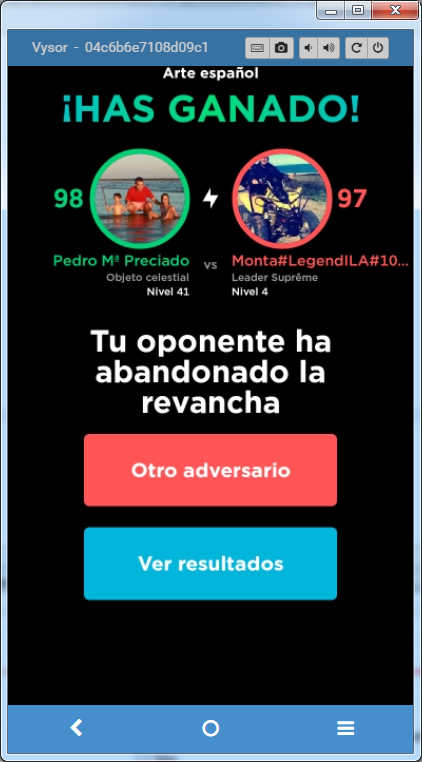 Vysor - 04c6b6e7108d09c1
Arte español
¡HAS GANADO!
98
97
Pedro Mª Preciado
vs
Monta#LegendILA#10...
Objeto celestial
Leader Suprême
Nivel 41
Nivel 4
Tu oponente ha
abandonado la
revancha
Otro adversario
Ver resultados